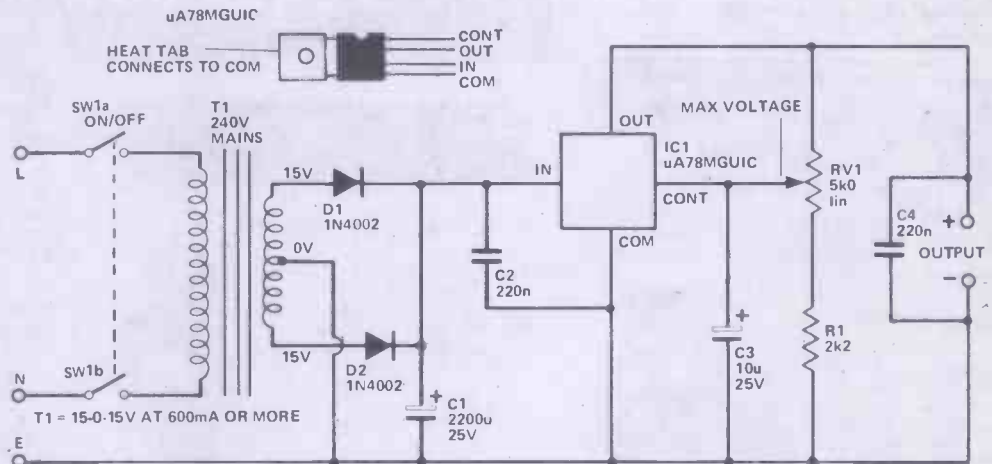 uA78MGUIC
HEAT TAB
CONNECTS TO COM
CONT
OUT
IN
COM
SW1a
ON/OFF
T1
240V
MAINS
L
15V
D1
1N4002
0V
15V
D2
1N4002
N
SW1b
T1 = 15-0-15V AT 600mA OR MORE
E
+
C1
2200u
25V
C2
220n
IN
OUT
IC1
uA78MGUIC
CONT
COM
MAX VOLTAGE
RV1
5k0
lin
+
C3
10u
25V
R1
2k2
C4
220n
+
OUTPUT
−